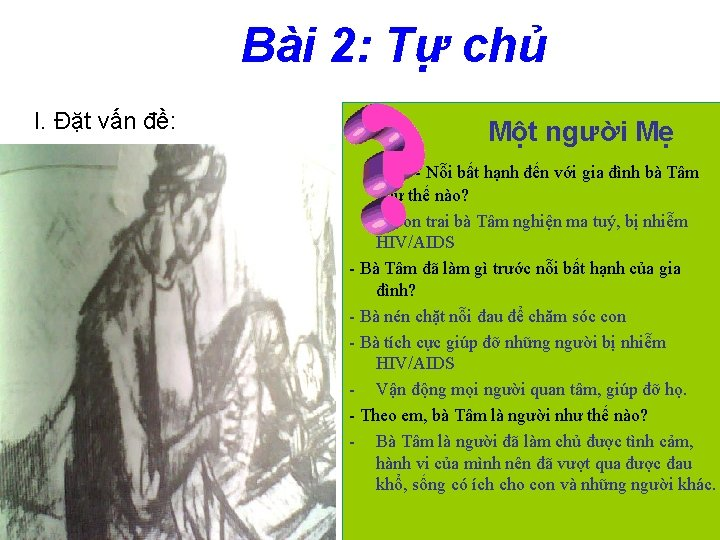 Bài 2: Tự chủ
I. Đặt vấn đề:
Một người Mẹ
- Nỗi bất hạnh đến với gia đình bà Tâm
thế nào?
trai bà Tâm nghiện ma tuý, bị nhiễm
HIV/AIDS
- Bà Tâm đã làm gì trước nỗi bất hạnh của gia
đình?
- Bà nén chặt nỗi đau để chăm sóc con
- Bà tích cực giúp đỡ những người bị nhiễm
HIV/AIDS
- Vận động mọi người quan tâm, giúp đỡ họ.
- Theo em, bà Tâm là người như thế nào?
- Bà Tâm là người đã làm chủ được tình cảm,
hành vi của mình nên đã vượt qua được đau
khổ, sống có ích cho con và những người khác.